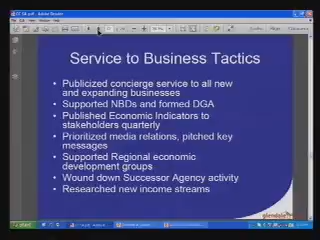 Service to Business Tactics
• Publicized concierge service to all new
and expanding businesses
• Supported NBDs and formed DGA
• Published Economic Indicators to
stakeholders quarterly
• Prioritized media relations, pitched key
messages
• Supported Regional economic
development groups
• Wound down Successor Agency activity
• Researched new income streams